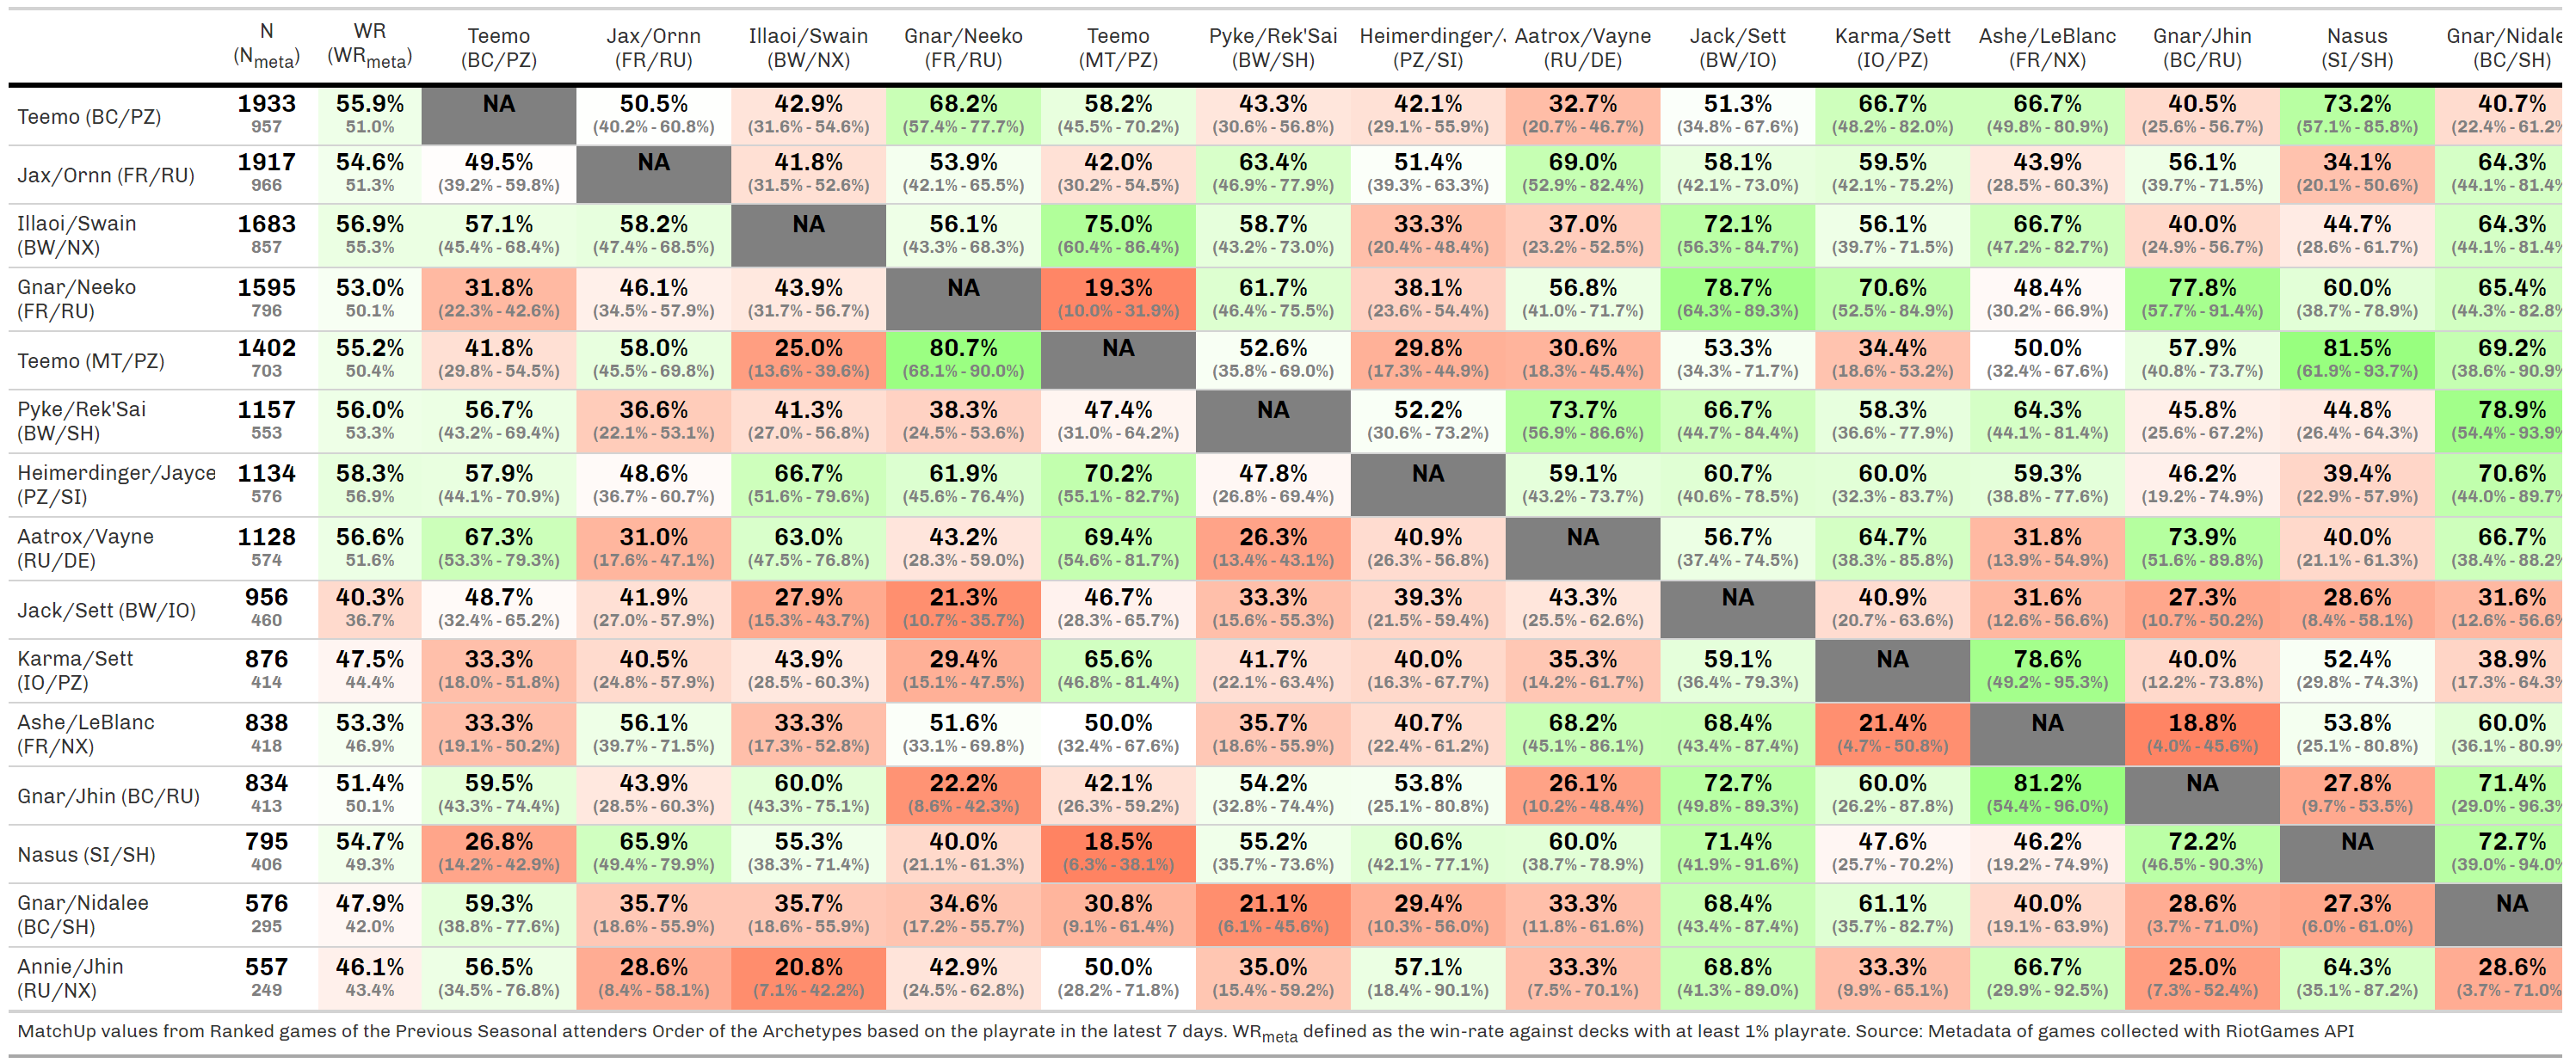 N WR Teemo Jax/Ornn Illaoi/Swain Gnar/Neeko Teemo Pyke/Rek'Sai Heimerdinger/ Aatrox/Vayne Jack/Sett Karma/Sett Ashe/LeBlanc Gnar/Jhin Nasus Gnar/Nidale
(Nmeta) (WRmeta) (BC/PZ) (FR/RU) (BW/NX) (FR/RU) (MT/PZ) (BW/SH) (PZ/SI) (RU/DE) (BW/IO) (IO/PZ) (FR/NX) (BC/RU) (SI/SH) (BC/SH)
Teemo (BC/PZ) 1933 55.9% NA 50.5% 42.9% 68.2% 58.2% 43.3% 42.1% 32.7% 51.3% 66.7% 66.7% 40.5% 73.2% 40.7%
957 51.0% (40.2% - 60.8%) (31.6% - 54.6%) (57.4% - 77.7%) (45.5% - 70.2%) (30.6% - 56.8%) (29.1% - 55.9%) (20.7% - 46.7%) (34.8% - 67.6%) (48.2% - 82.0%) (49.8% - 80.9%) (25.6% - 56.7%) (57.1% - 85.8%) (22.4% - 61.2%
Jax/Ornn (FR/RU) 1917 54.6% 49.5% NA 41.8% 53.9% 42.0% 63.4% 51.4% 69.0% 58.1% 59.5% 43.9% 56.1% 34.1% 64.3%
966 51.3% (39.2% - 59.8%) (31.5% - 52.6%) (42.1% - 65.5%) (30.2% - 54.5%) (46.9% - 77.9%) (39.3% - 63.3%) (52.9% - 82.4%) (42.1% - 73.0%) (42.1% - 75.2%) (28.5% - 60.3%) (39.7% - 71.5%) (20.1% - 50.6%) (44.1% - 81.4%
Illaoi/Swain 1683 56.9% 57.1% 58.2% NA 56.1% 75.0% 58.7% 33.3% 37.0% 72.1% 56.1% 66.7% 40.0% 44.7% 64.3%
(BW/NX) 857 55.3% (45.4% - 68.4%) (47.4% - 68.5%) (43.3% - 68.3%) (60.4% - 86.4%) (43.2% - 73.0%) (20.4% - 48.4%) (23.2% - 52.5%) (56.3% - 84.7%) (39.7% - 71.5%) (47.2% - 82.7%) (24.9% - 56.7%) (28.6% - 61.7%) (44.1% - 81.4%
Gnar/Neeko 1595 53.0% 31.8% 46.1% 43.9% NA 19.3% 61.7% 38.1% 56.8% 78.7% 70.6% 48.4% 77.8% 60.0% 65.4%
(FR/RU) 796 50.1% (22.3% - 42.6%) (34.5% - 57.9%) (31.7% - 56.7%) (10.0% - 31.9%) (46.4% - 75.5%) (23.6% - 54.4%) (41.0% - 71.7%) (64.3% - 89.3%) (52.5% - 84.9%) (30.2% - 66.9%) (57.7% - 91.4%) (38.7% - 78.9%) (44.3% - 82.8%
Teemo (MT/PZ) 1402 55.2% 41.8% 58.0% 25.0% 80.7% NA 52.6% 29.8% 30.6% 53.3% 34.4% 50.0% 57.9% 81.5% 69.2%
703 50.4% (29.8% - 54.5%) (45.5% - 69.8%) (13.6% - 39.6%) (68.1% - 90.0%) (35.8% - 69.0%) (17.3% - 44.9%) (18.3% - 45.4%) (34.3% - 71.7%) (18.6% - 53.2%) (32.4% - 67.6%) (40.8% - 73.7%) (61.9% - 93.7%) (38.6% - 90.9%
Pyke/Rek'Sai 1157 56.0% 56.7% 36.6% 41.3% 38.3% 47.4% NA 52.2% 73.7% 66.7% 58.3% 64.3% 45.8% 44.8% 78.9%
(BW/SH) 553 53.3% (43.2% - 69.4%) (22.1% - 53.1%) (27.0% - 56.8%) (24.5% - 53.6%) (31.0% - 64.2%) (30.6% - 73.2%) (56.9% - 86.6%) (44.7% - 84.4%) (36.6% - 77.9%) (44.1% - 81.4%) (25.6% - 67.2%) (26.4% - 64.3%) (54.4% - 93.9%
Heimerdinger/Jayce 1134 58.3% 57.9% 48.6% 66.7% 61.9% 70.2% 47.8% NA 59.1% 60.7% 60.0% 59.3% 46.2% 39.4% 70.6%
(PZ/SI) 576 56.9% (44.1% - 70.9%) (36.7% - 60.7%) (51.6% - 79.6%) (45.6% - 76.4%) (55.1% - 82.7%) (26.8% - 69.4%) (43.2% - 73.7%) (40.6% - 78.5%) (32.3% - 83.7%) (38.8% - 77.6%) (19.2% - 74.9%) (22.9% - 57.9%) (44.0% - 89.7%
Aatrox/Vayne 1128 56.6% 67.3% 31.0% 63.0% 43.2% 69.4% 26.3% 40.9% NA 56.7% 64.7% 31.8% 73.9% 40.0% 66.7%
(RU/DE) 574 51.6% (53.3% - 79.3%) (17.6% - 47.1%) (47.5% - 76.8%) (28.3% - 59.0%) (54.6% - 81.7%) (13.4% - 43.1%) (26.3% - 56.8%) (37.4% - 74.5%) (38.3% - 85.8%) (13.9% - 54.9%) (51.6% - 89.8%) (21.1% - 61.3%) (38.4% - 88.2%
Jack/Sett (BW/IO) 956 40.3% 48.7% 41.9% 27.9% 21.3% 46.7% 33.3% 39.3% 43.3% NA 40.9% 31.6% 27.3% 28.6% 31.6%
460 36.7% (32.4% - 65.2%) (27.0% - 57.9%) (15.3% - 43.7%) (10.7% - 35.7%) (28.3% - 65.7%) (15.6% - 55.3%) (21.5% - 59.4%) (25.5% - 62.6%) (20.7% - 63.6%) (12.6% - 56.6%) (10.7% - 50.2%) (8.4% - 58.1%) (12.6% - 56.6%
Karma/Sett 876 47.5% 33.3% 40.5% 43.9% 29.4% 65.6% 41.7% 40.0% 35.3% 59.1% NA 78.6% 40.0% 52.4% 38.9%
(IO/PZ) 414 44.4% (18.0% - 51.8%) (24.8% - 57.9%) (28.5% - 60.3%) (15.1% - 47.5%) (46.8% - 81.4%) (22.1% - 63.4%) (16.3% - 67.7%) (14.2% - 61.7%) (36.4% - 79.3%) (49.2% - 95.3%) (12.2% - 73.8%) (29.8% - 74.3%) (17.3% - 64.3%
Ashe/LeBlanc 838 53.3% 33.3% 56.1% 33.3% 51.6% 50.0% 35.7% 40.7% 68.2% 68.4% 21.4% NA 18.8% 53.8% 60.0%
(FR/NX) 418 46.9% (19.1% - 50.2%) (39.7% - 71.5%) (17.3% - 52.8%) (33.1% - 69.8%) (32.4% - 67.6%) (18.6% - 55.9%) (22.4% - 61.2%) (45.1% - 86.1%) (43.4% - 87.4%) (4.7% - 50.8%) (4.0% - 45.6%) (25.1% - 80.8%) (36.1% - 80.9%
Gnar/Jhin (BC/RU) 834 51.4% 59.5% 43.9% 60.0% 22.2% 42.1% 54.2% 53.8% 26.1% 72.7% 60.0% 81.2% NA 27.8% 71.4%
413 50.1% (43.3% - 74.4%) (28.5% - 60.3%) (43.3% - 75.1%) (8.6% - 42.3%) (26.3% - 59.2%) (32.8% - 74.4%) (25.1% - 80.8%) (10.2% - 48.4%) (49.8% - 89.3%) (26.2% - 87.8%) (54.4% - 96.0%) (9.7% - 53.5%) (29.0% - 96.3%
Nasus (SI/SH) 795 54.7% 26.8% 65.9% 55.3% 40.0% 18.5% 55.2% 60.6% 60.0% 71.4% 47.6% 46.2% 72.2% NA 72.7%
406 49.3% (14.2% - 42.9%) (49.4% - 79.9%) (38.3% - 71.4%) (21.1% - 61.3%) (6.3% - 38.1%) (35.7% - 73.6%) (42.1% - 77.1%) (38.7% - 78.9%) (41.9% - 91.6%) (25.7% - 70.2%) (19.2% - 74.9%) (46.5% - 90.3%) (39.0% - 94.0%
Gnar/Nidalee 576 47.9% 59.3% 35.7% 35.7% 34.6% 30.8% 21.1% 29.4% 33.3% 68.4% 61.1% 40.0% 28.6% 27.3% NA
(BC/SH) 295 42.0% (38.8% - 77.6%) (18.6% - 55.9%) (18.6% - 55.9%) (17.2% - 55.7%) (9.1% - 61.4%) (6.1% - 45.6%) (10.3% - 56.0%) (11.8% - 61.6%) (43.4% - 87.4%) (35.7% - 82.7%) (19.1% - 63.9%) (3.7% - 71.0%) (6.0% - 61.0%)
Annie/Jhin 557 46.1% 56.5% 28.6% 20.8% 42.9% 50.0% 35.0% 57.1% 33.3% 68.8% 33.3% 66.7% 25.0% 64.3% 28.6%
(RU/NX) 249 43.4% (34.5% - 76.8%) (8.4% - 58.1%) (7.1% - 42.2%) (24.5% - 62.8%) (28.2% - 71.8%) (15.4% - 59.2%) (18.4% - 90.1%) (7.5% - 70.1%) (41.3% - 89.0%) (9.9% - 65.1%) (29.9% - 92.5%) (7.3% - 52.4%) (35.1% - 87.2%) (3.7% - 71.0%
MatchUp values from Ranked games of the Previous Seasonal attenders Order of the Archetypes based on the playrate in the latest 7 days. WRmeta defined as the win-rate against decks with at least 1% playrate. Source: Metadata of games collected with RiotGames API